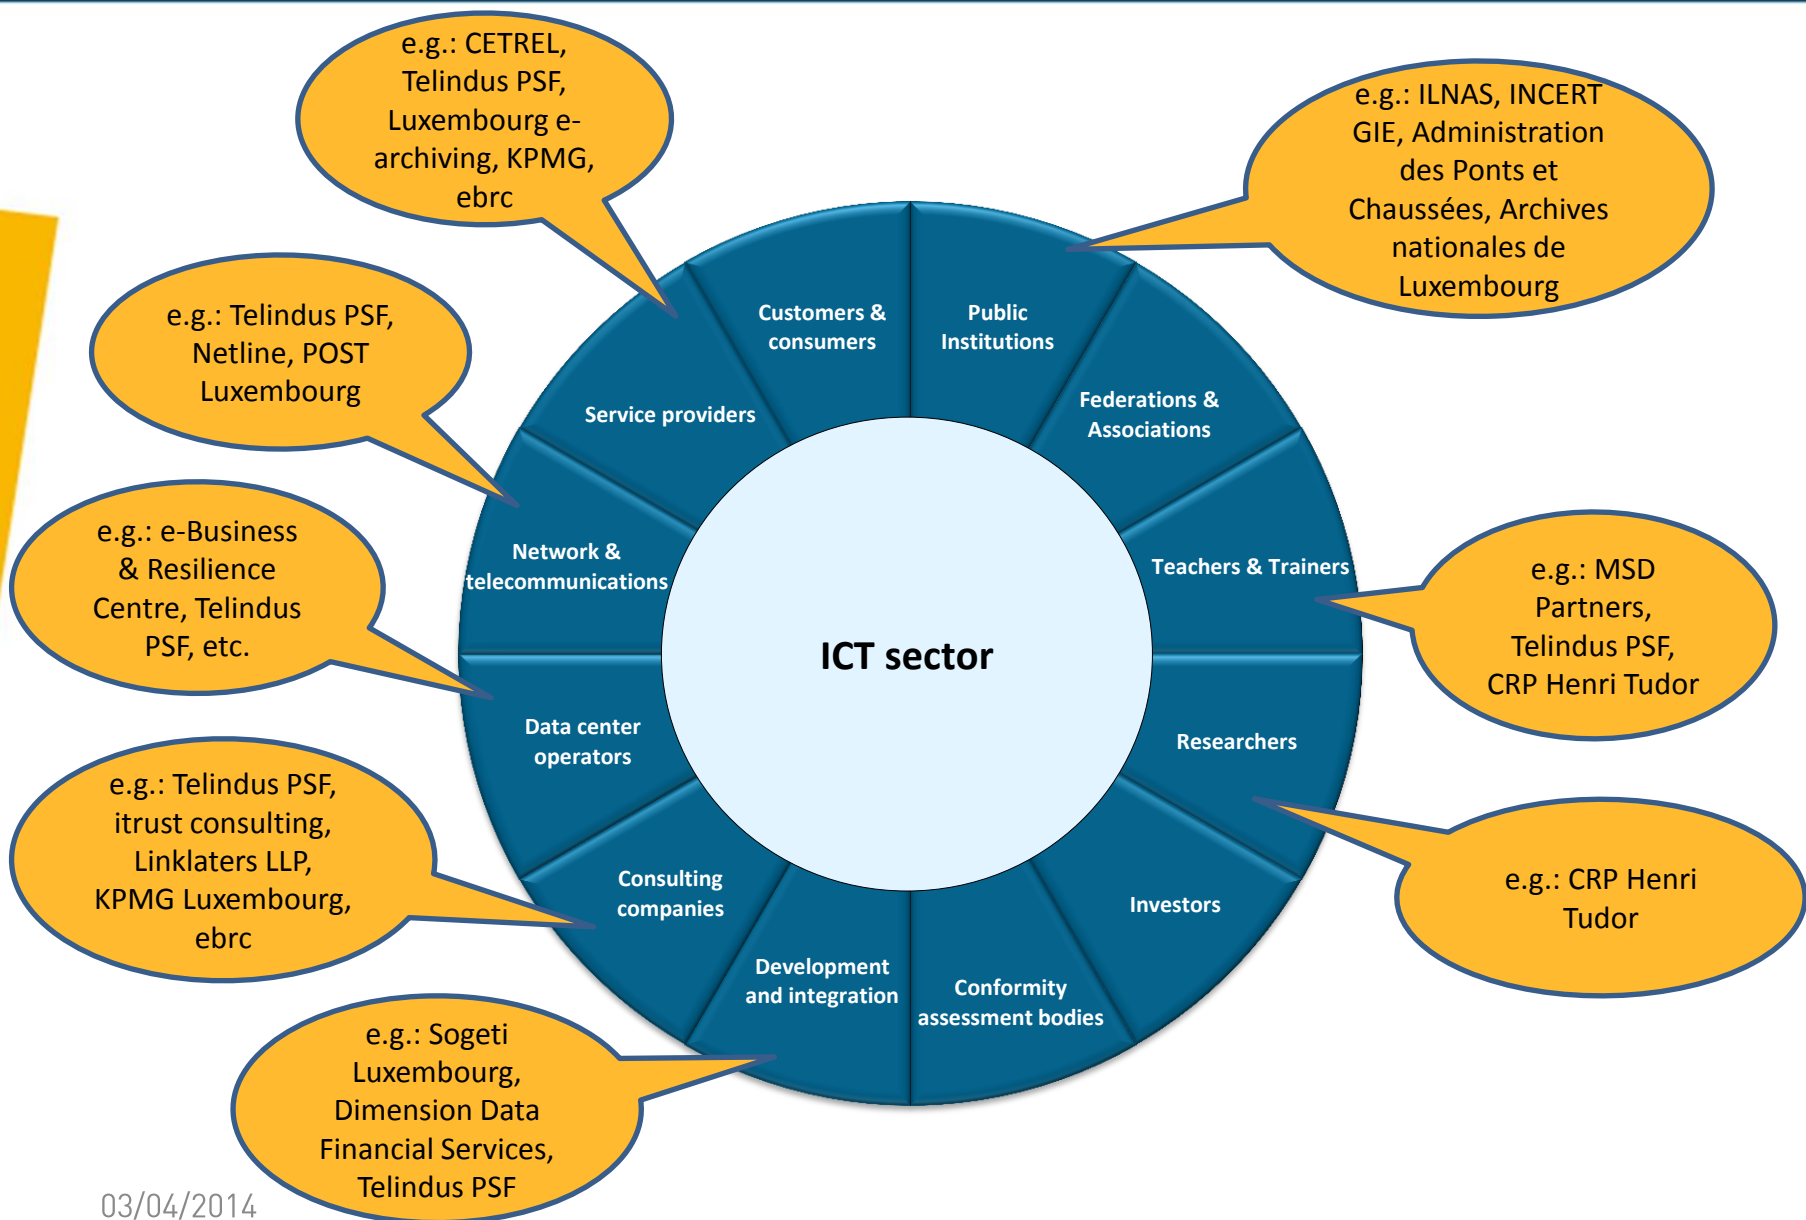 e.g.: CETREL,
Telindus PSF,
Luxembourg e-
archiving, KPMG,
ebrc
e.g.: ILNAS, INCERT
GIE, Administration
des Ponts et
Chaussées, Archives
nationales de
Luxembourg
e.g.: Telindus PSF,
Netline, POST
Luxembourg
e.g.: e-Business
& Resilience
Centre, Telindus
PSF, etc.
e.g.: MSD
Partners,
Telindus PSF,
CRP Henri Tudor
e.g.: Telindus PSF,
itrust consulting,
Linklaters LLP,
KPMG Luxembourg,
ebrc
e.g.: CRP Henri
Tudor
e.g.: Sogeti
Luxembourg,
Dimension Data
Financial Services,
Telindus PSF
Customers &
consumers
Public
Institutions
Federations &
Associations
Teachers & Trainers
Researchers
Investors
Conformity
assessment bodies
Development
and integration
Consulting
companies
Data center
operators
Network &
telecommunications
Service providers
ICT sector
03/04/2014